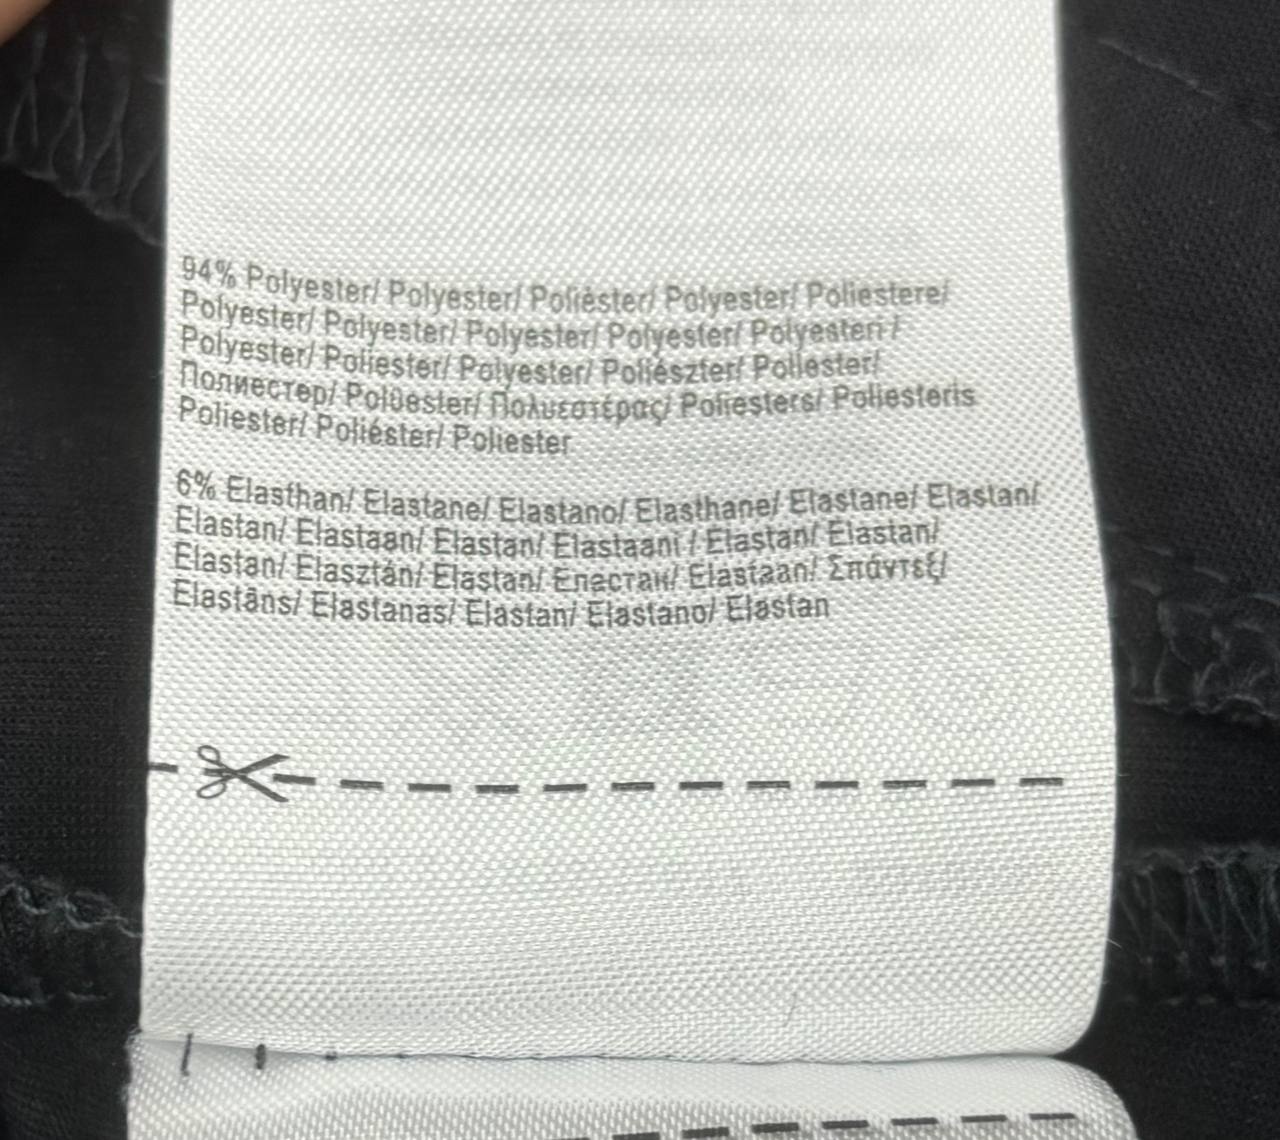 94% Polyester/ Polyester/ Poliéster/ Polyester/ Poliestere/
Polyester/ Polyester/ Polyester/ Polyester/ Polyesteri /
Polyester/ Poliester/ Polyester/ Poliészter/ Poliester/
Полиестер/ Polüester/ Πολυεστέρας/ Poliesters/ Poliesteris
Poliester/ Poliéster/ Poliester
6% Elasthan/ Elastane/ Elastano/ Elasthane/ Elastane/ Elastan/
Elastan/ Elastaan/ Elastan/ Elastaani / Elastan/ Elastan/
Elastan/ Elasztán/ Elastan/ Еластан/ Elastaan/ Σπάντεξ/
Elastāns/ Elastanas/ Elastan/ Elastano/ Elastan